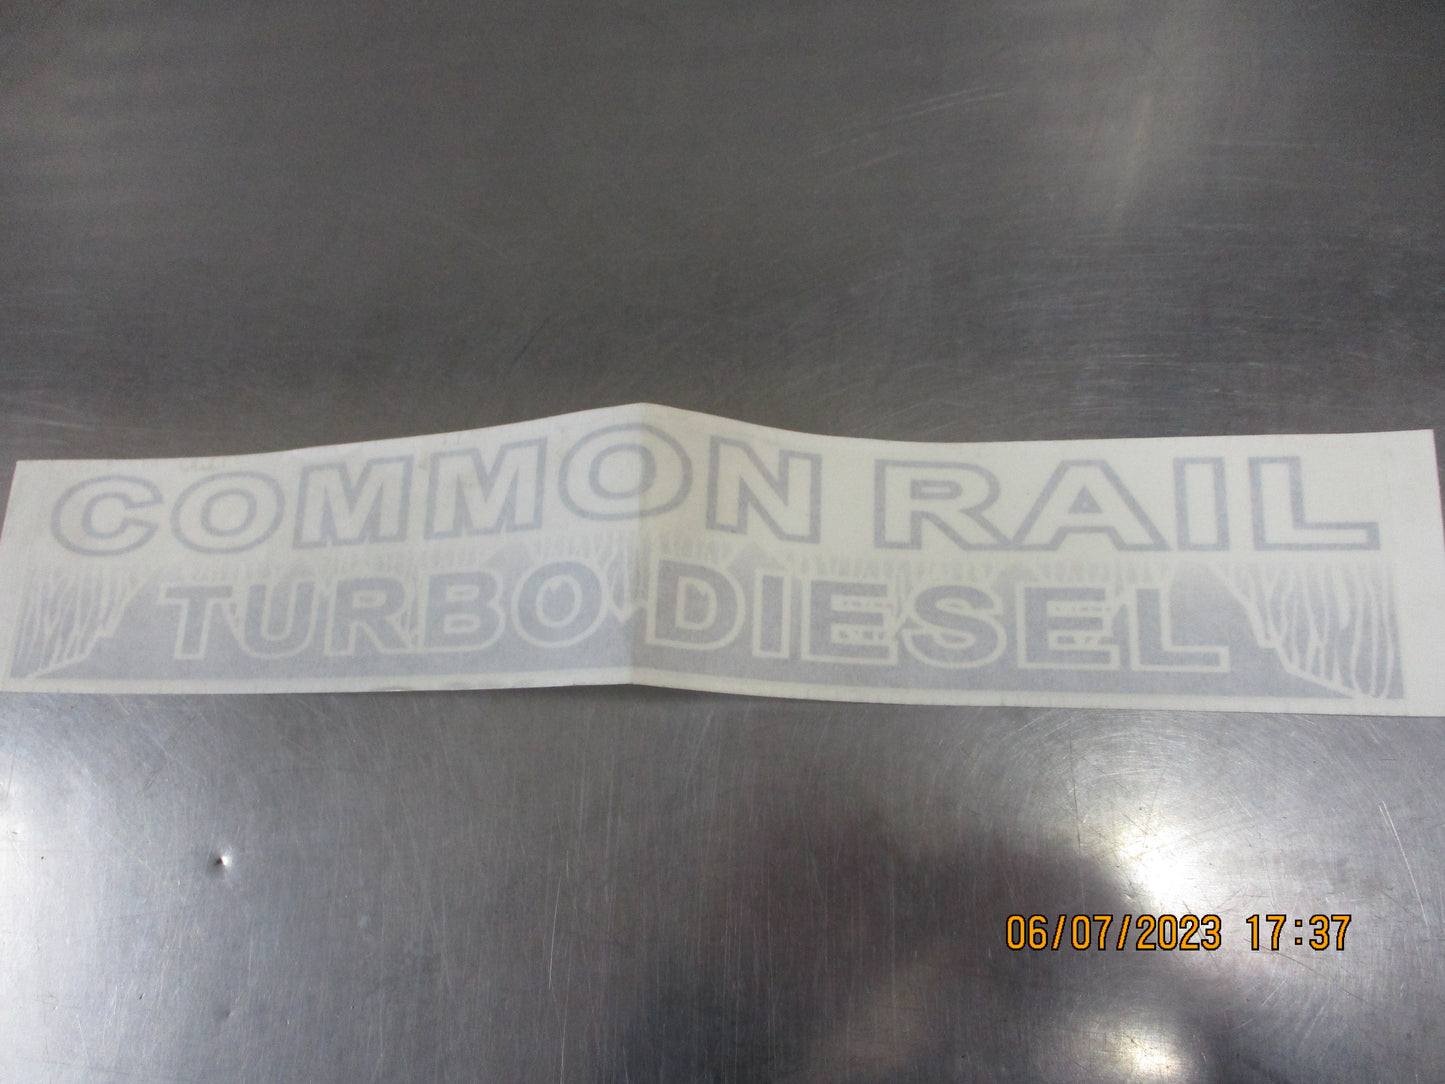 COMMON RAIL
TURBO DIESEL
06/07/2023 17:37